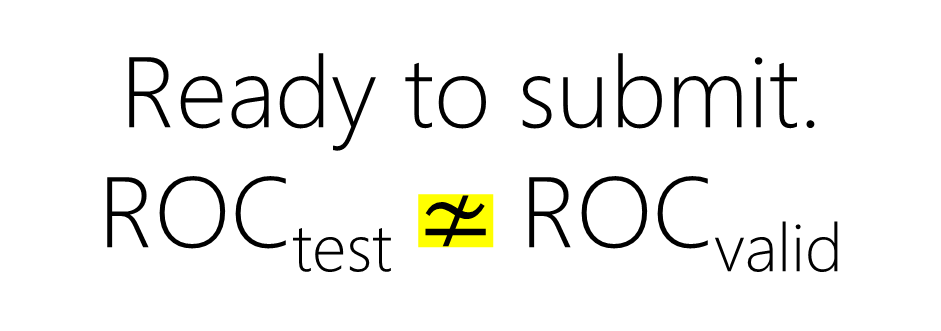 Ready to submit.
ROCtest ≄ ROCvalid